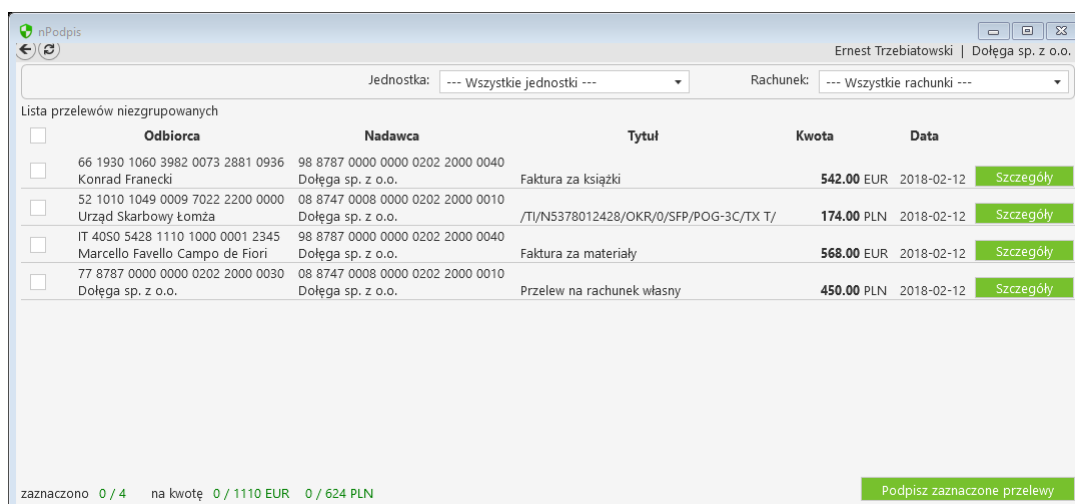 nPodpis
Ernest Trzebiatowski | Dołęga sp. z o.o.
Jednostka: --- Wszystkie jednostki --- Rachunek: --- Wszystkie rachunki ---
Lista przelewów niezgrupowanych
Odbiorca Nadawca Tytuł Kwota Data
66 1930 1060 3982 0073 2881 0936 98 8787 0000 0000 0202 2000 0040
Konrad Franecki Dołęga sp. z o.o. Faktura za książki 542.00 EUR 2018-02-12 Szczegóły
52 1010 1049 0009 7022 2200 0000 08 8747 0008 0000 0202 2000 0010
Urząd Skarbowy Łomża Dołęga sp. z o.o. /TI/N5378012428/OKR/0/SFP/POG-3C/TX T/ 174.00 PLN 2018-02-12 Szczegóły
IT 40S0 5428 1110 1000 0001 2345 98 8787 0000 0000 0202 2000 0040
Marcello Favello Campo de Fiori Dołęga sp. z o.o. Faktura za materiały 568.00 EUR 2018-02-12 Szczegóły
77 8787 0000 0000 0202 2000 0030 08 8747 0008 0000 0202 2000 0010
Dołęga sp. z o.o. Dołęga sp. z o.o. Przelew na rachunek własny 450.00 PLN 2018-02-12 Szczegóły
zaznaczono 0 / 4 na kwotę 0 / 1110 EUR 0 / 624 PLN Podpisz zaznaczone przelewy